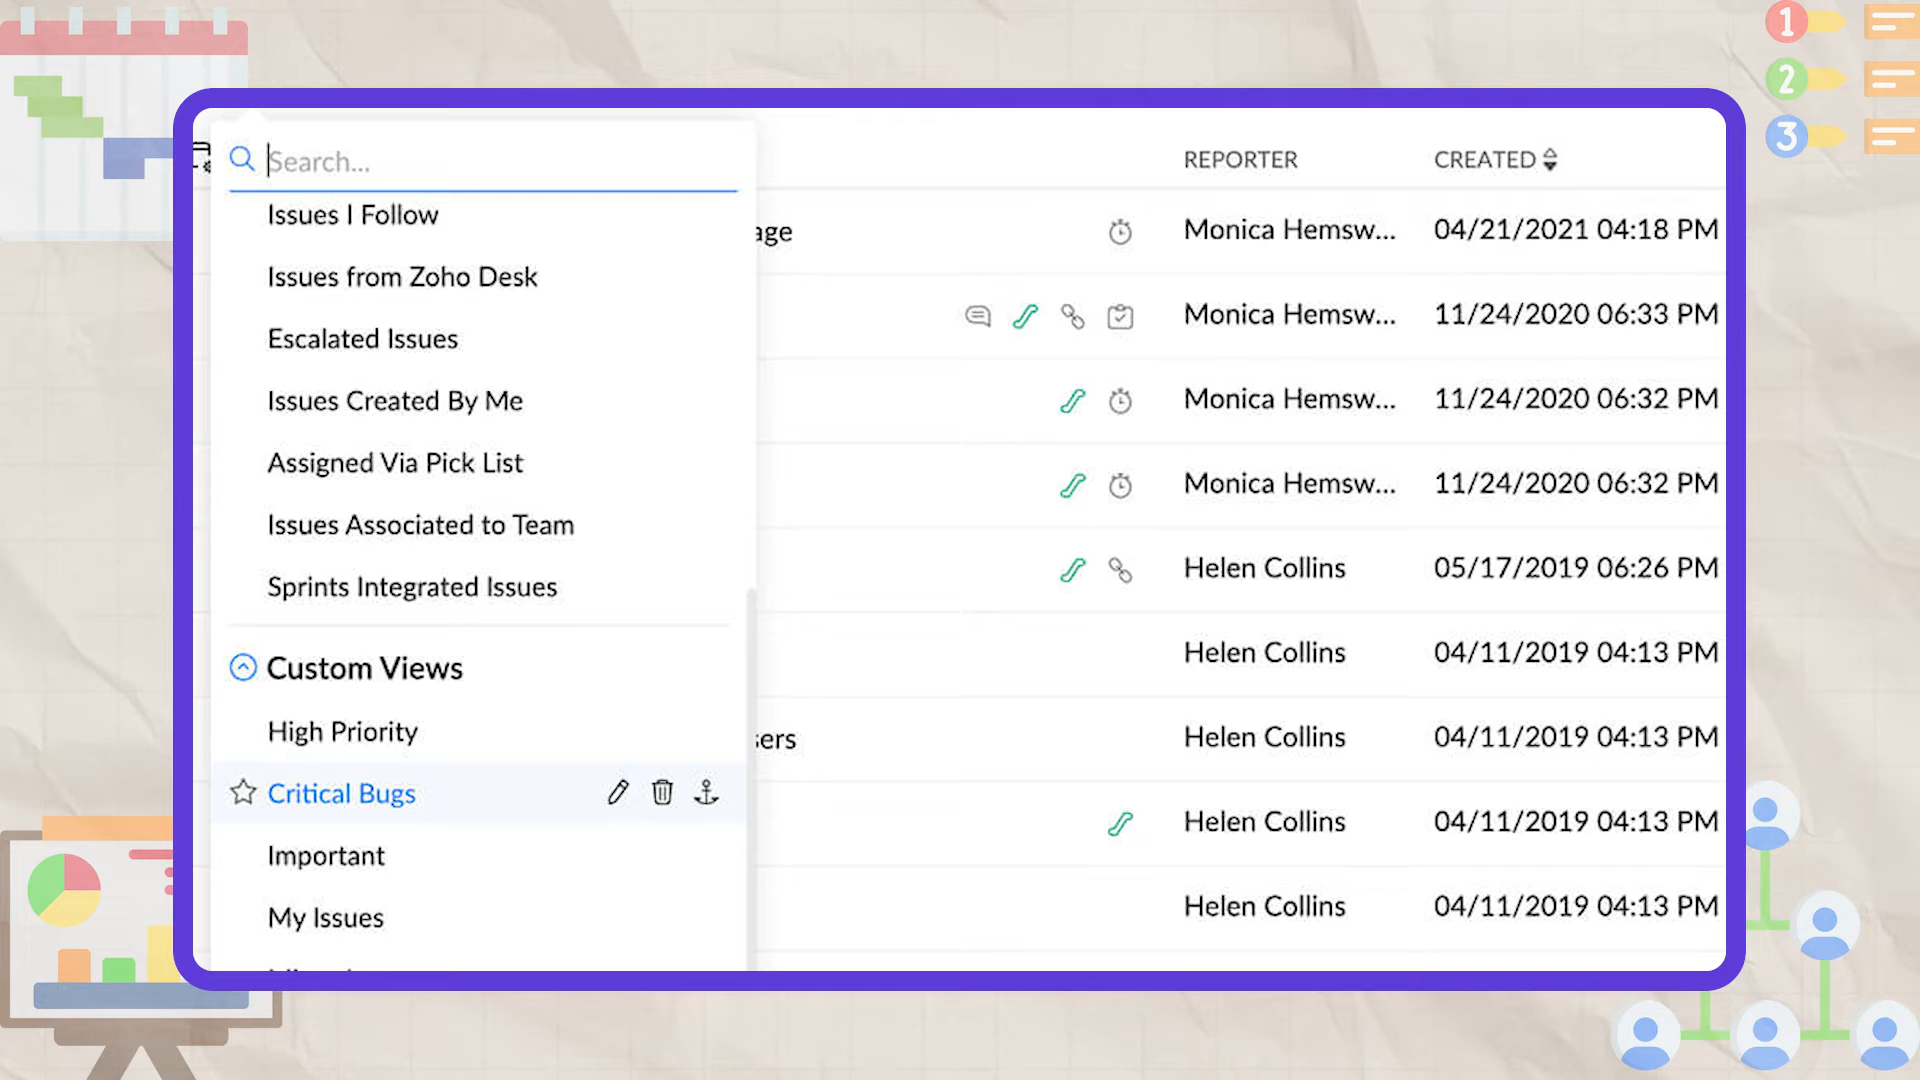 1
2
3
Search...
REPORTER
CREATED
Issues I Follow
age
Monica Hemsw...
04/21/2021 04:18 PM
Issues from Zoho Desk
Monica Hemsw...
11/24/2020 06:33 PM
Escalated Issues
Issues Created By Me
Monica Hemsw...
11/24/2020 06:32 PM
Assigned Via Pick List
Monica Hemsw...
11/24/2020 06:32 PM
Issues Associated to Team
Helen Collins
05/17/2019 06:26 PM
Sprints Integrated Issues
Custom Views
Helen Collins
04/11/2019 04:13 PM
High Priority
sers
Helen Collins
04/11/2019 04:13 PM
Critical Bugs
Helen Collins
04/11/2019 04:13 PM
Important
My Issues
Helen Collins
04/11/2019 04:13 PM